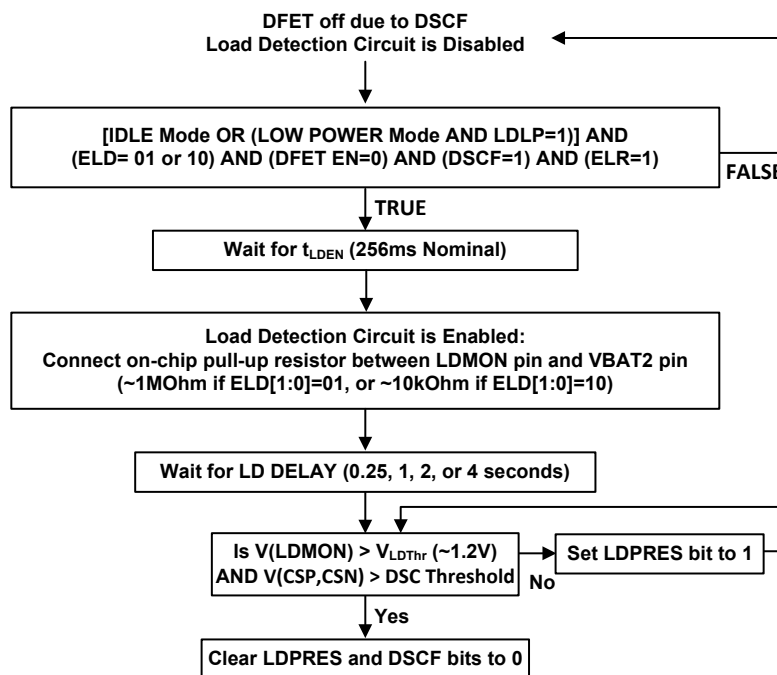 DFET off due to DSCF
Load Detection Circuit is Disabled
[IDLE Mode OR (LOW POWER Mode AND LDLP=1)] AND
(ELD= 01 or 10) AND (DFET EN=0) AND (DSCF=1) AND (ELR=1)
FALSE
TRUE
Wait for tLDEN (256ms Nominal)
Load Detection Circuit is Enabled:
Connect on-chip pull-up resistor between LDMON pin and VBAT2 pin
(~1MOhm if ELD[1:0]=01, or ~10kOhm if ELD[1:0]=10)
Wait for LD DELAY (0.25, 1, 2, or 4 seconds)
Is V(LDMON) > VLDThr (~1.2V)
AND V(CSP,CSN) > DSC Threshold
No
Set LDPRES bit to 1
Yes
Clear LDPRES and DSCF bits to 0